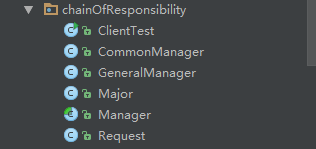 chainOfResponsibility
ClientTest
CommonManager
GeneralManager
Major
Manager
Request